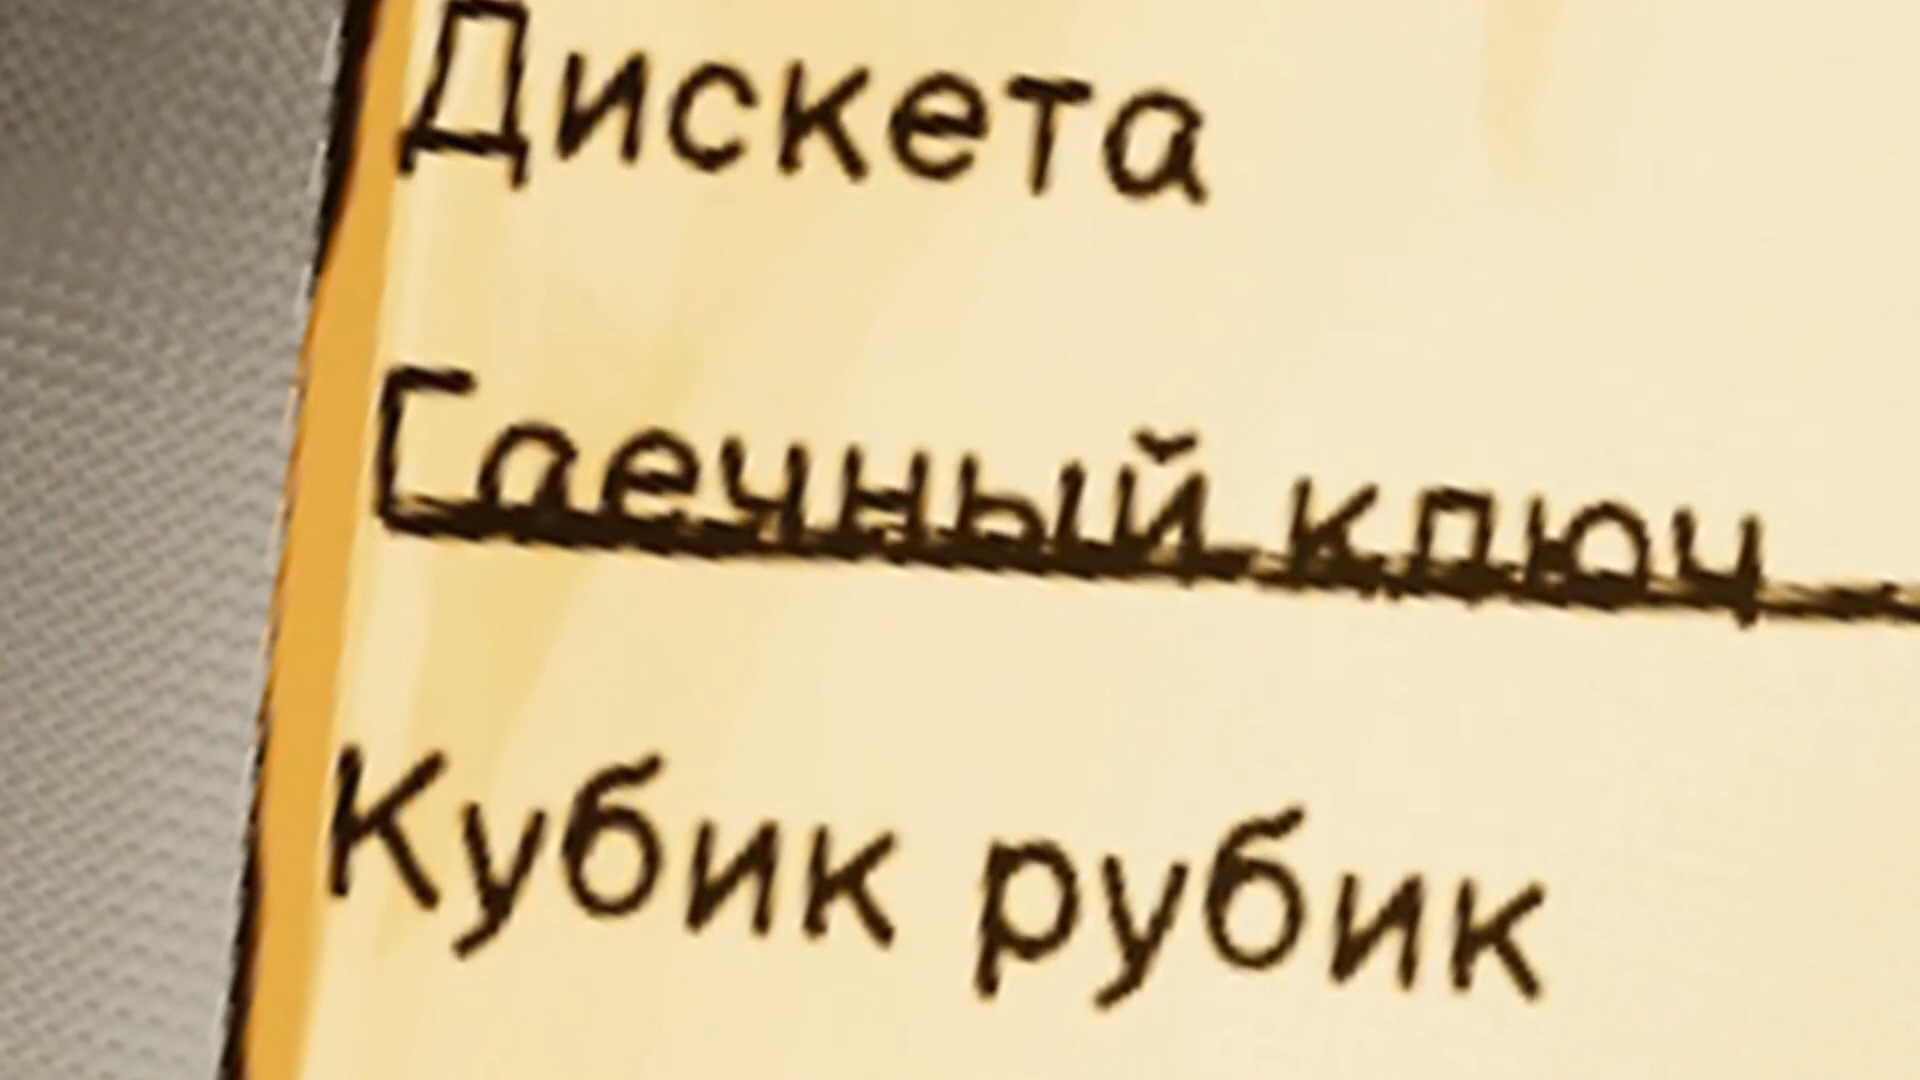 Дискета
Гаечный ключ
Кубик рубик